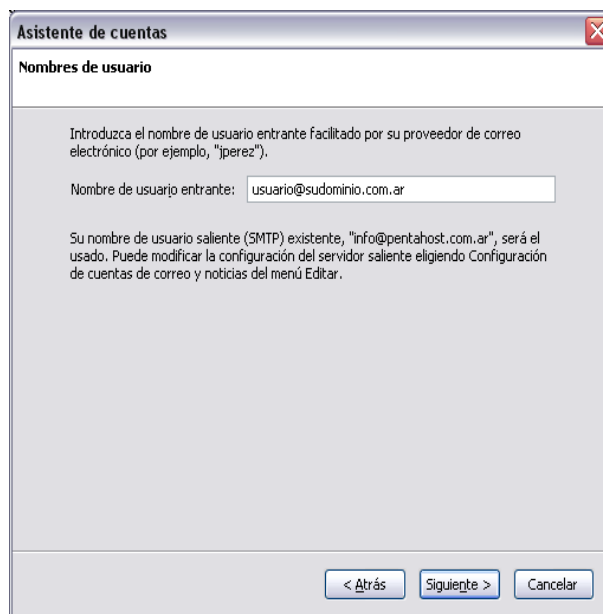 Asistente de cuentas
Nombres de usuario
Introduzca el nombre de usuario entrante facilitado por su proveedor de correo
electrónico (por ejemplo, "jperez").
Nombre de usuario entrante: usuario@sudominio.com.ar
Su nombre de usuario saliente (SMTP) existente, "info@pentahost.com.ar", será el
usado. Puede modificar la configuración del servidor saliente eligiendo Configuración
de cuentas de correo y noticias del menú Editar.
< Atrás Siguiente > Cancelar